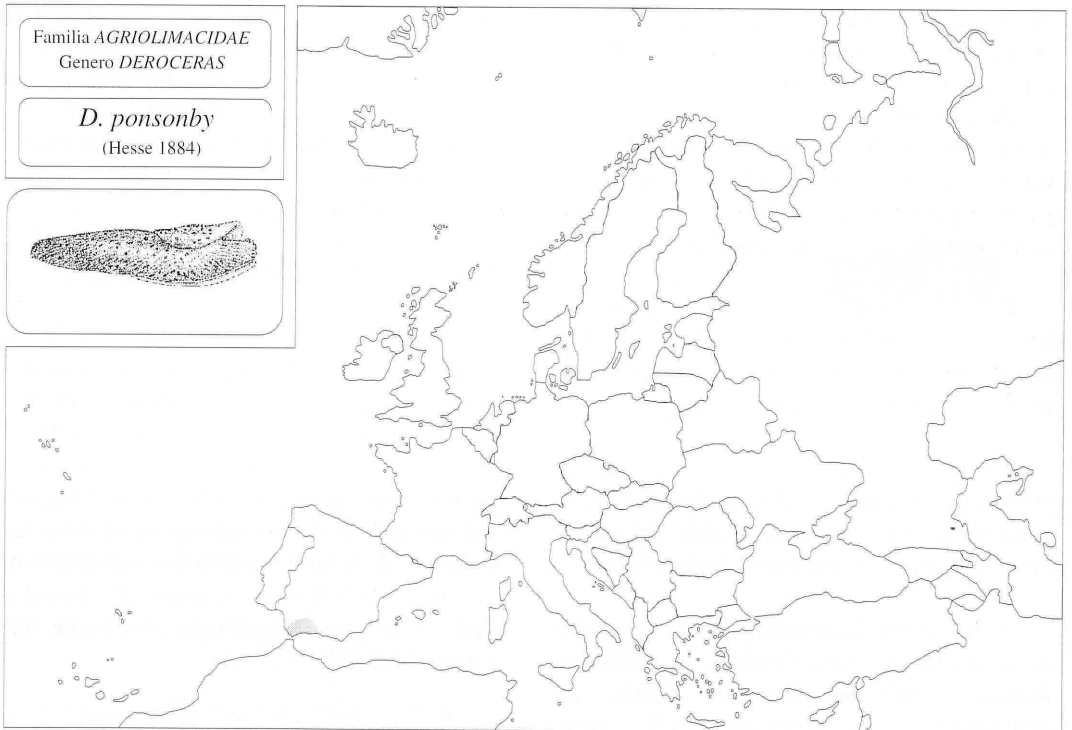 Familia AGRIOLIMACIDAE
Genero DEROCERAS
D. ponsonby
(Hesse 1884)